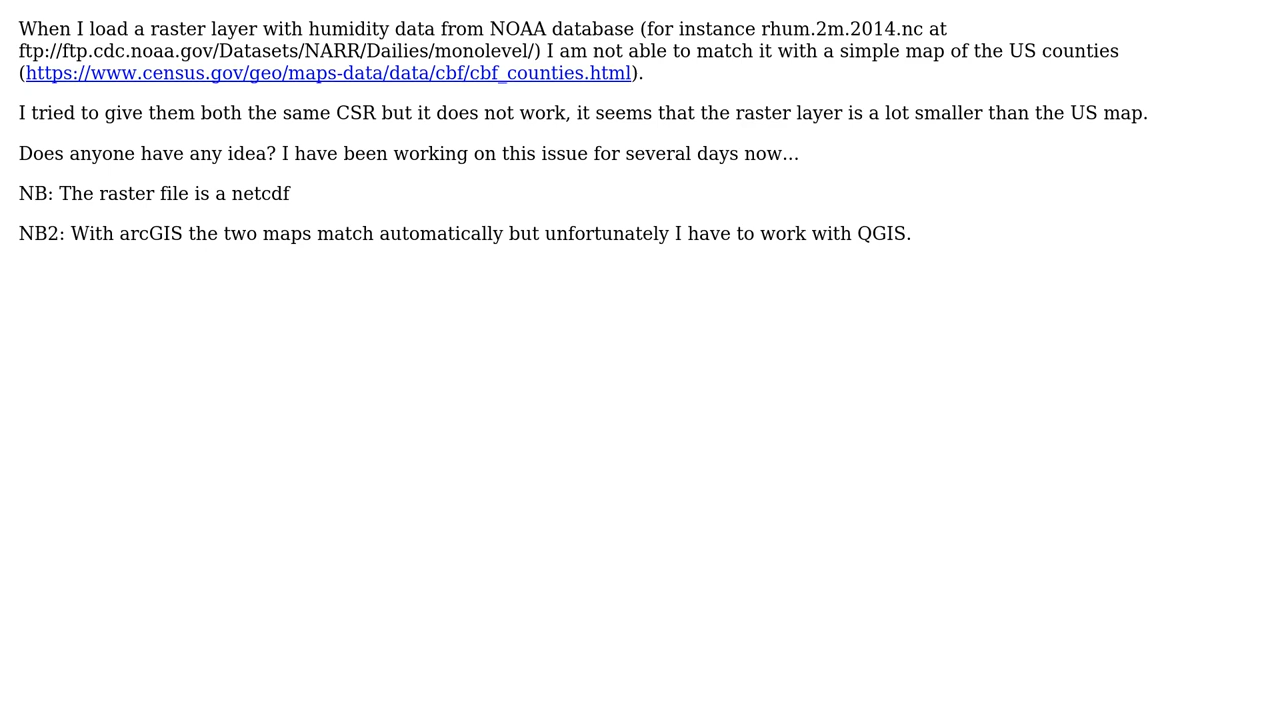 When I load a raster layer with humidity data from NOAA database (for instance rhum.2m.2014.nc at
ftp://ftp.cdc.noaa.gov/Datasets/NARR/Dailies/monolevel/) I am not able to match it with a simple map of the US counties
(https://www.census.gov/geo/maps-data/data/cbf/cbf_counties.html).
I tried to give them both the same CSR but it does not work, it seems that the raster layer is a lot smaller than the US map.
Does anyone have any idea? I have been working on this issue for several days now...
NB: The raster file is a netcdf
NB2: With arcGIS the two maps match automatically but unfortunately I have to work with QGIS.